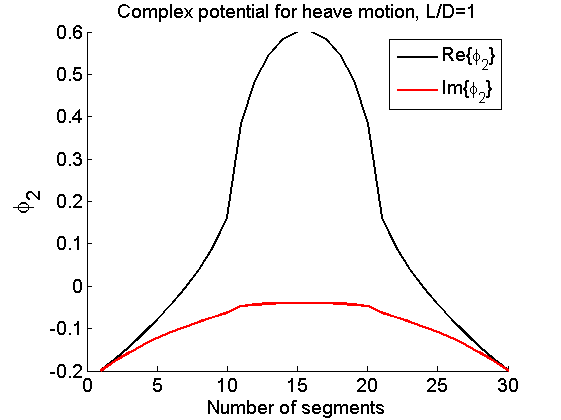 Complex potential for heave motion, L/D=1
Re{ϕ₂}
Im{ϕ₂}
ϕ₂
0.6
0.5
0.4
0.3
0.2
0.1
0
-0.1
-0.2
0 5 10 15 20 25 30
Number of segments